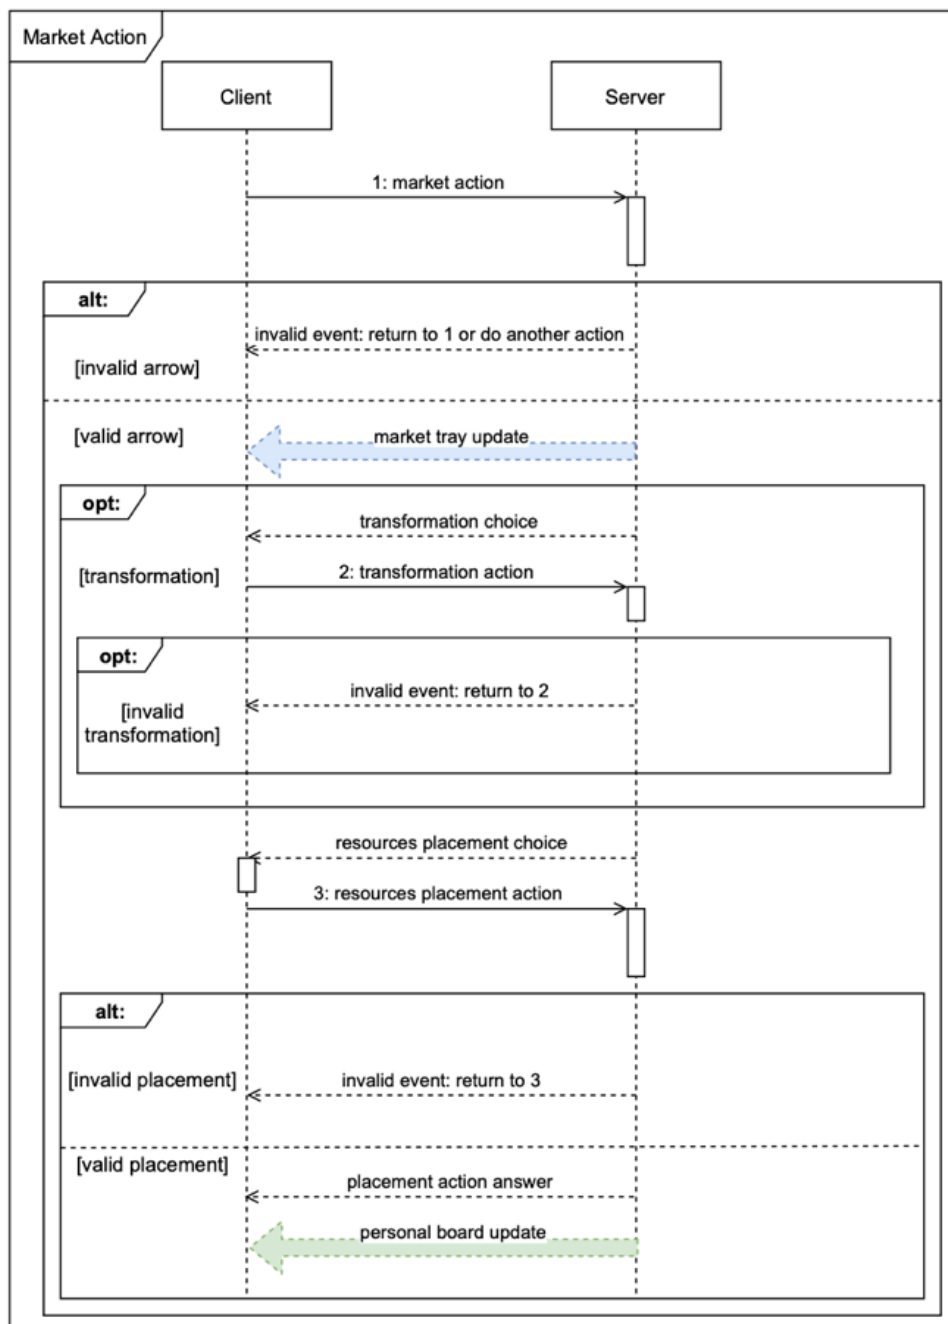 Market Action
Client
Server
1: market action
alt:
invalid event: return to 1 or do another action
[invalid arrow]
[valid arrow]
market tray update
opt:
transformation choice
[transformation]
2: transformation action
opt:
invalid event: return to 2
[invalid
transformation]
resources placement choice
3: resources placement action
alt:
[invalid placement]
invalid event: return to 3
[valid placement]
placement action answer
personal board update